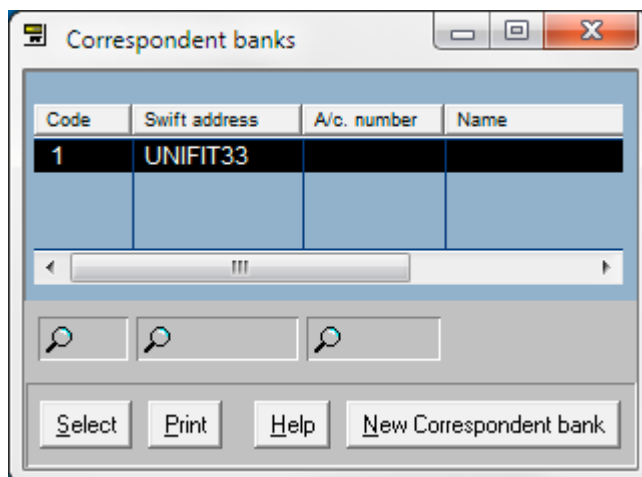 Correspondent banks
Code Swift address A/c. number Name
1 UNIFIT33
Select Print Help New Correspondent bank